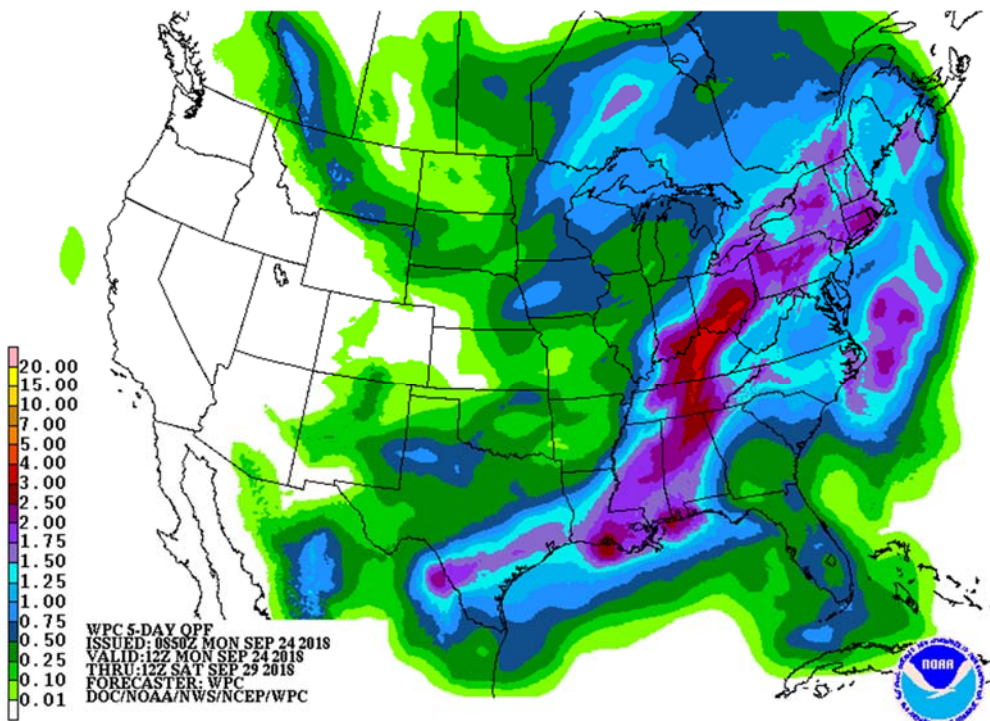 20.00
15.00
10.00
7.00
5.00
4.00
3.00
2.50
2.00
1.75
1.50
1.25
1.00
0.75
0.50
0.25
0.10
0.01
WPC 5-DAY QPF
ISSUED: 0850Z MON SEP 24 2018
VALID:12Z MON SEP 24 2018
THRU:12Z SAT SEP 29 2018
FORECASTER: WPC
DOC/NOAA/NWS/NCEP/WPC
NOAA